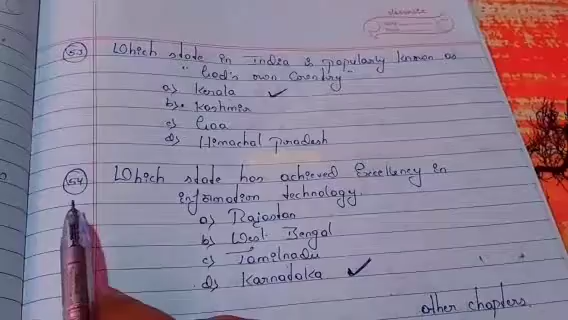 53 Which state in India is popularly known as
"God's own Country"
a) Kerala ✓
b) Kashmir
c) Goa
d) Himachal Pradesh
54 Which state has achieved Excellency in
information technology.
a) Rajastan
b) West Bengal
c) Tamelnadu
d) Karnataka ✓
other chapters.